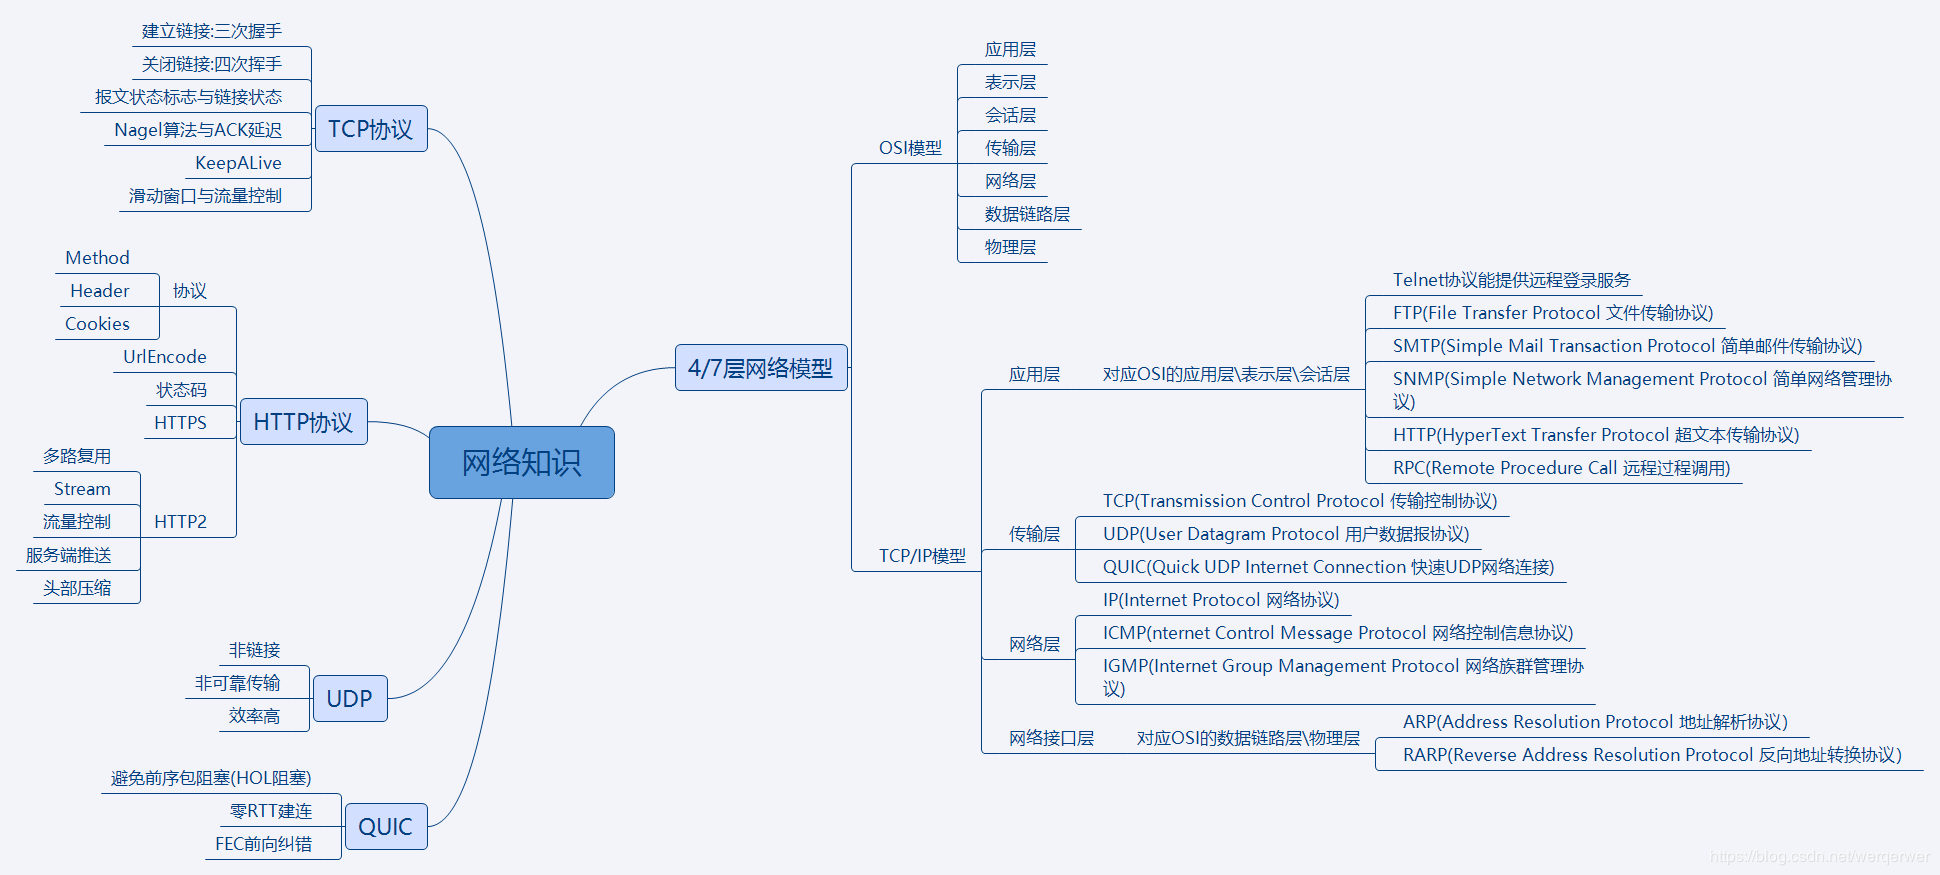 网络知识
TCP协议
建立链接:三次握手
关闭链接:四次挥手
报文状态标志与链接状态
Nagel算法与ACK延迟
KeepALive
滑动窗口与流量控制
HTTP协议
协议
Method
Header
Cookies
UrlEncode
状态码
HTTPS
HTTP2
多路复用
Stream
流量控制
服务端推送
头部压缩
UDP
非链接
非可靠传输
效率高
QUIC
避免前序包阻塞(HOL阻塞)
零RTT建连
FEC前向纠错
4/7层网络模型
OSI模型
应用层
表示层
会话层
传输层
网络层
数据链路层
物理层
TCP/IP模型
应用层
对应OSI的应用层\表示层\会话层
Telnet协议能提供远程登录服务
FTP(File Transfer Protocol 文件传输协议)
SMTP(Simple Mail Transaction Protocol 简单邮件传输协议)
SNMP(Simple Network Management Protocol 简单网络管理协
议)
HTTP(HyperText Transfer Protocol 超文本传输协议)
RPC(Remote Procedure Call 远程过程调用)
传输层
TCP(Transmission Control Protocol 传输控制协议)
UDP(User Datagram Protocol 用户数据报协议)
QUIC(Quick UDP Internet Connection 快速UDP网络连接)
网络层
IP(Internet Protocol 网络协议)
ICMP(nternet Control Message Protocol 网络控制信息协议)
IGMP(Internet Group Management Protocol 网络族群管理协
议)
网络接口层
对应OSI的数据链路层\物理层
ARP(Address Resolution Protocol 地址解析协议）
RARP(Reverse Address Resolution Protocol 反向地址转换协议）
https://blog.csdn.net/werqerwer